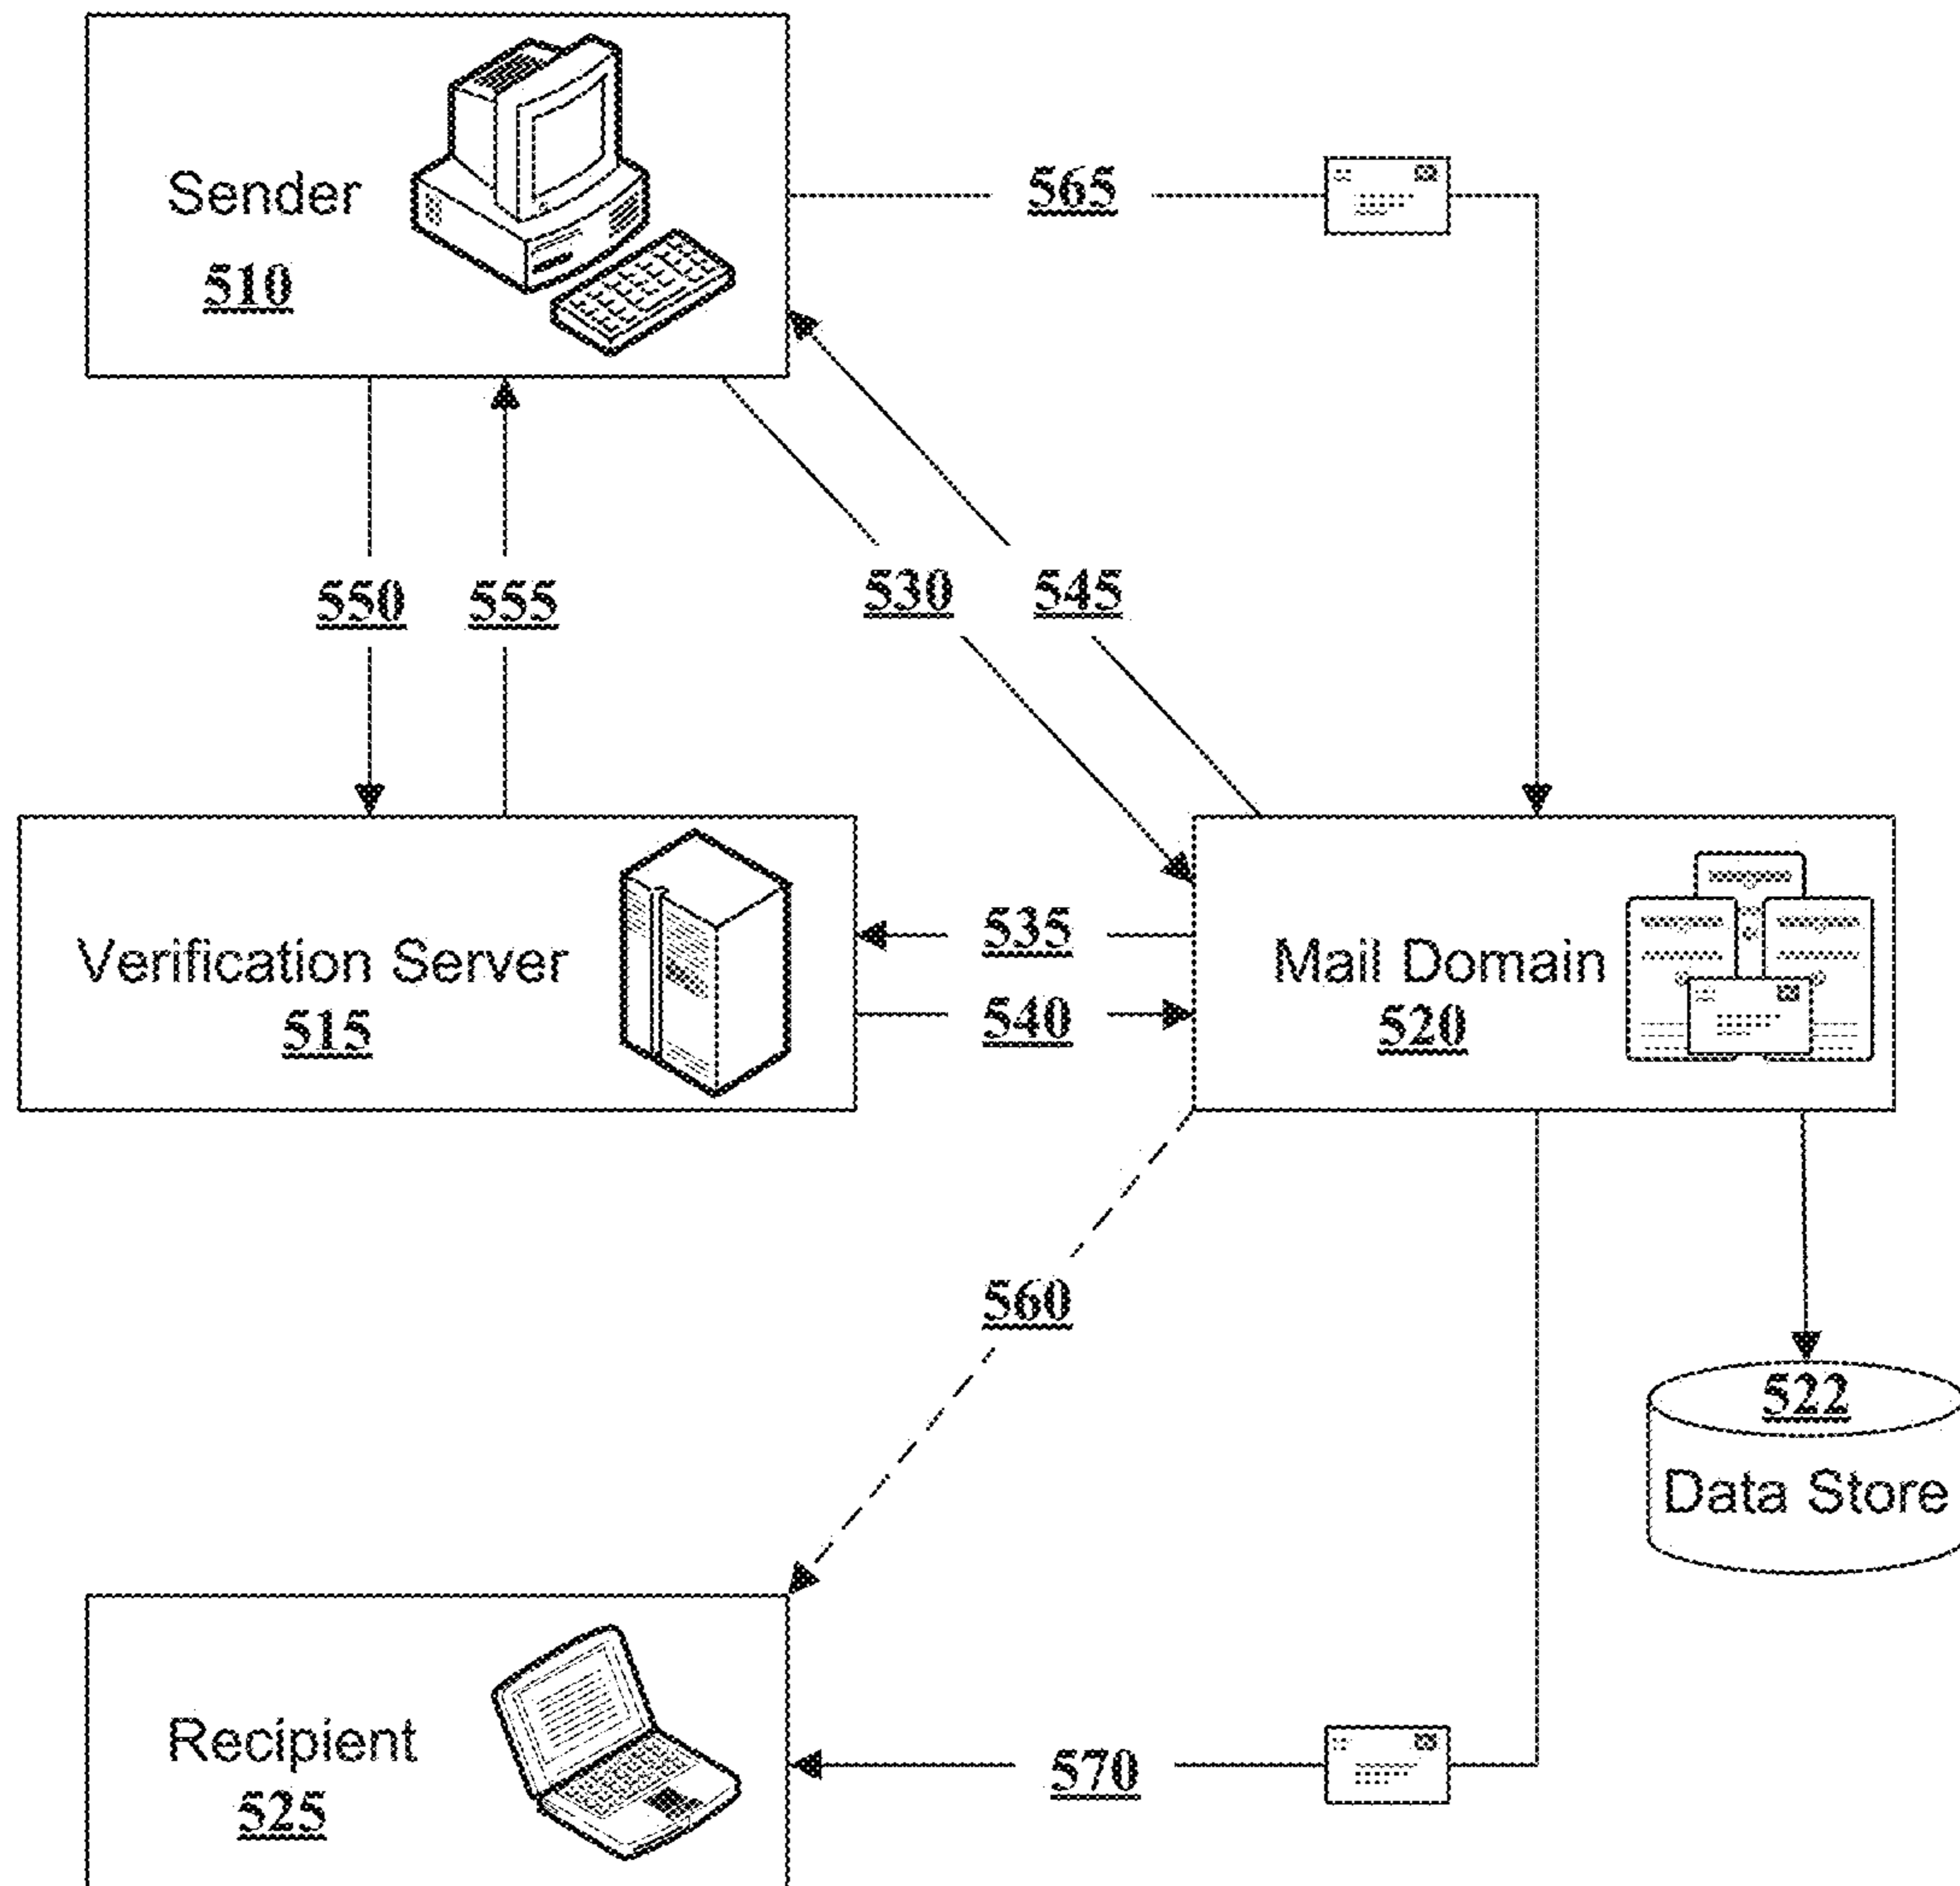 Sender
510
565
550
555
530
545
Verification Server
515
535
540
Mail Domain
520
560
522
Data Store
Recipient
525
570